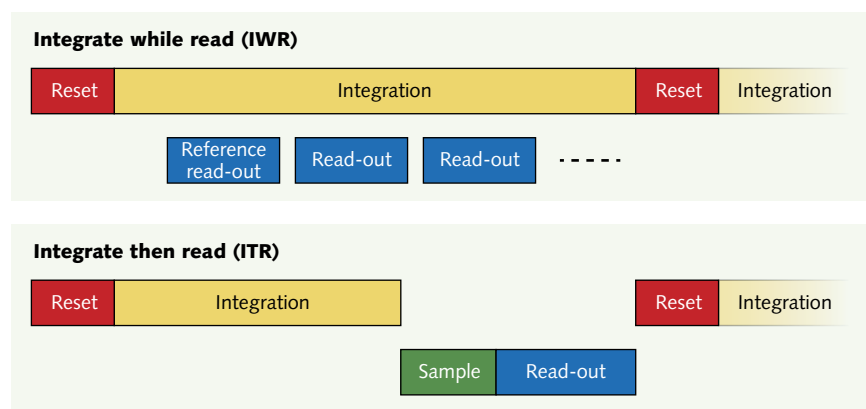 Integrate while read (IWR)
Reset Integration Reset Integration
Reference Read-out Read-out
read-out
Integrate then read (ITR)
Reset Integration Reset Integration
Sample Read-out